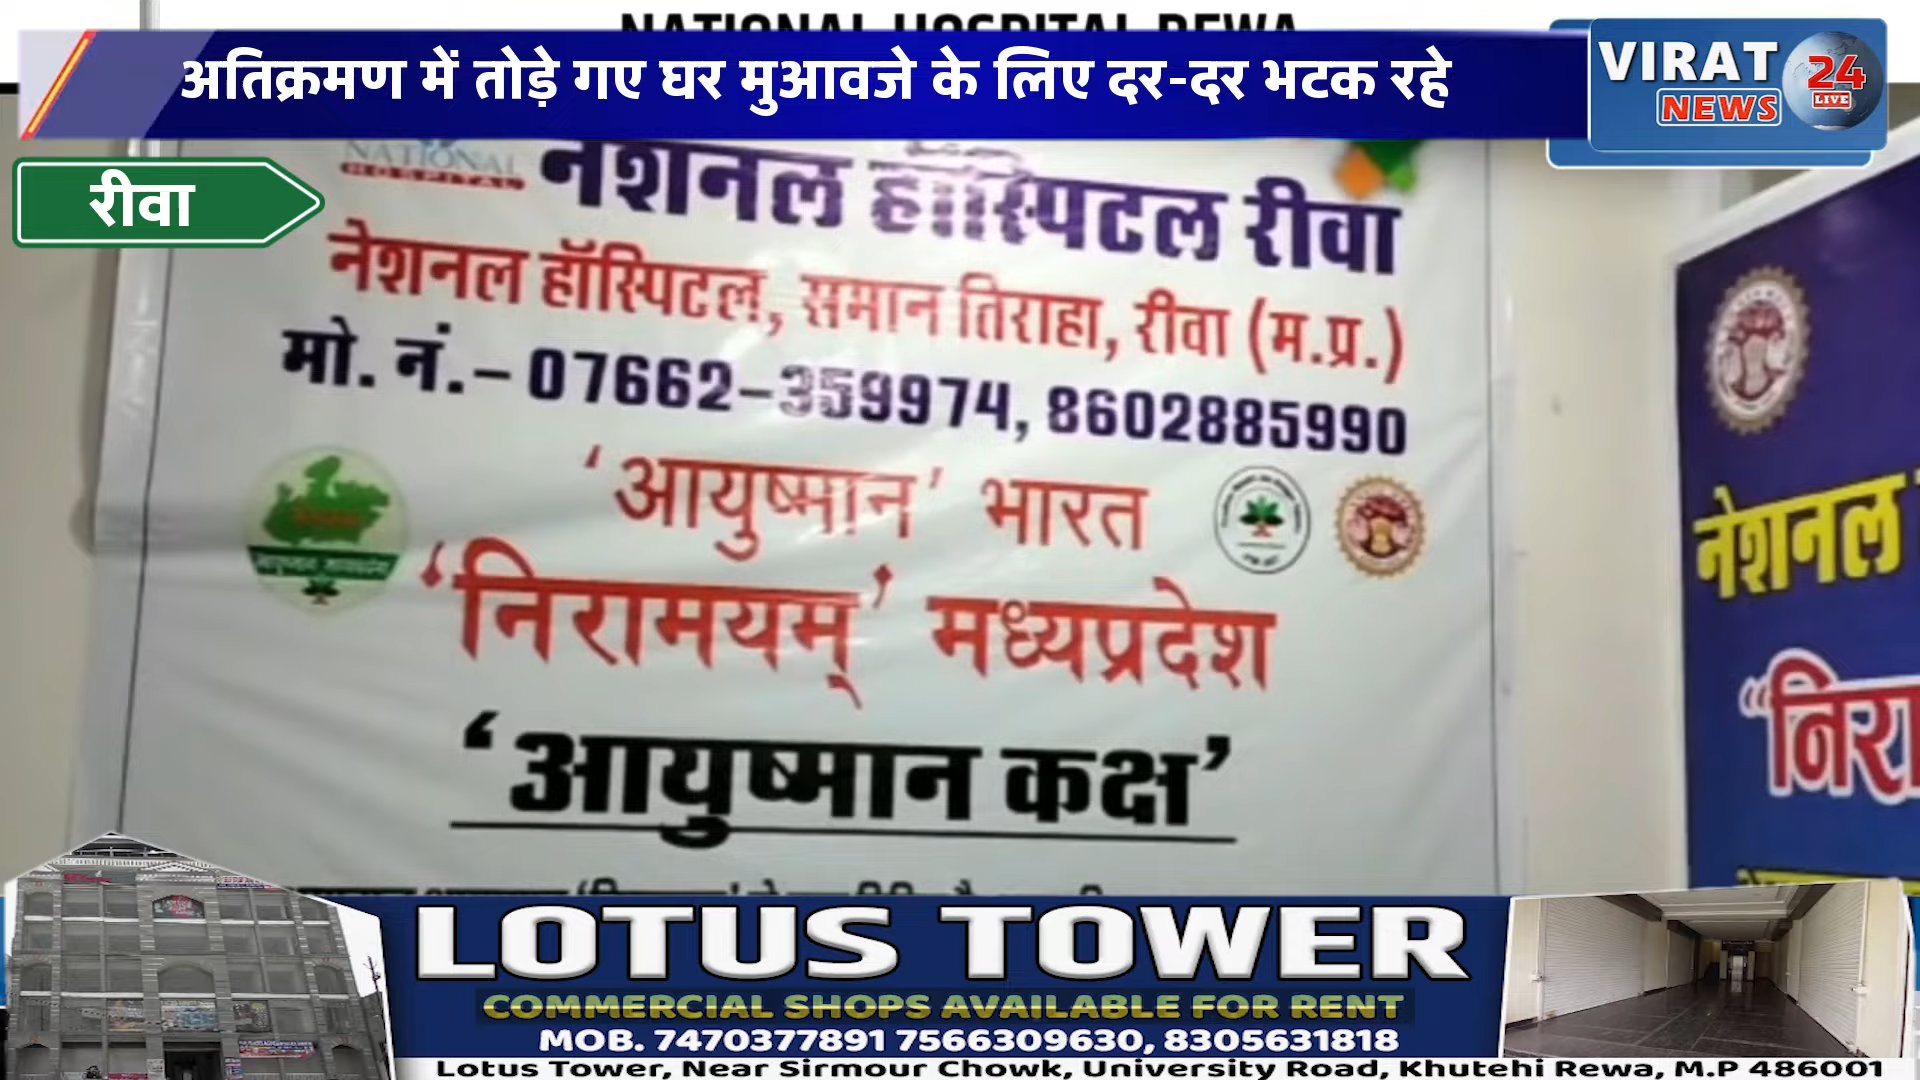 NATIONAL HOSPITAL REWA
अतिक्रमण में तोड़े गए घर मुआवजे के लिए दर-दर भटक रहे
VIRAT
24
NEWS
LIVE
रीवा
NATIONAL
HOSPITAL
नेशनल हॉस्पिटल रीवा
नेशनल हॉस्पिटल, समान तिराहा, रीवा (म.प्र.)
मो. नं.– 07662–359974, 8602885990
‘आयुष्मान’ भारत
‘निरामयम्’ मध्यप्रदेश
‘आयुष्मान कक्ष’
नेशनल
“निरा
LOTUS TOWER
COMMERCIAL SHOPS AVAILABLE FOR RENT
MOB. 7470377891 7566309630, 8305631818
Lotus Tower, Near Sirmour Chowk, University Road, Khutehi Rewa, M.P 486001